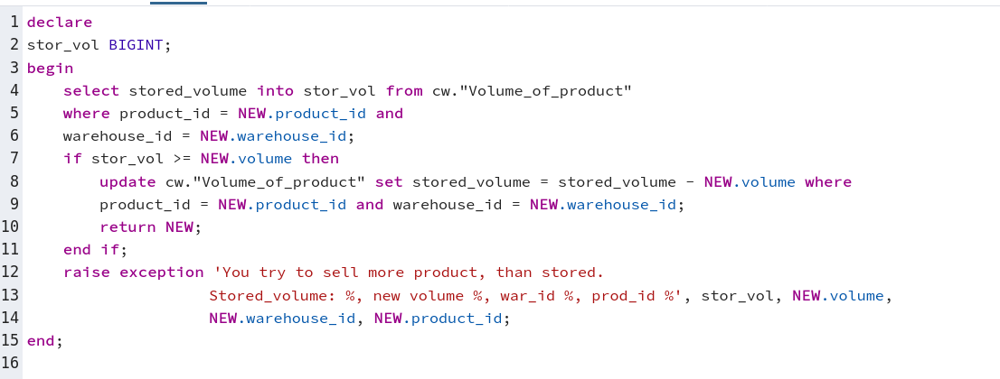 1 declare
2 stor_vol BIGINT;
3 begin
4     select stored_volume into stor_vol from cw."Volume_of_product"
5     where product_id = NEW.product_id and
6     warehouse_id = NEW.warehouse_id;
7     if stor_vol >= NEW.volume then
8         update cw."Volume_of_product" set stored_volume = stored_volume - NEW.volume where
9         product_id = NEW.product_id and warehouse_id = NEW.warehouse_id;
10         return NEW;
11     end if;
12     raise exception 'You try to sell more product, than stored.
13                     Stored_volume: %, new volume %, war_id %, prod_id %', stor_vol, NEW.volume,
14                     NEW.warehouse_id, NEW.product_id;
15 end;
16